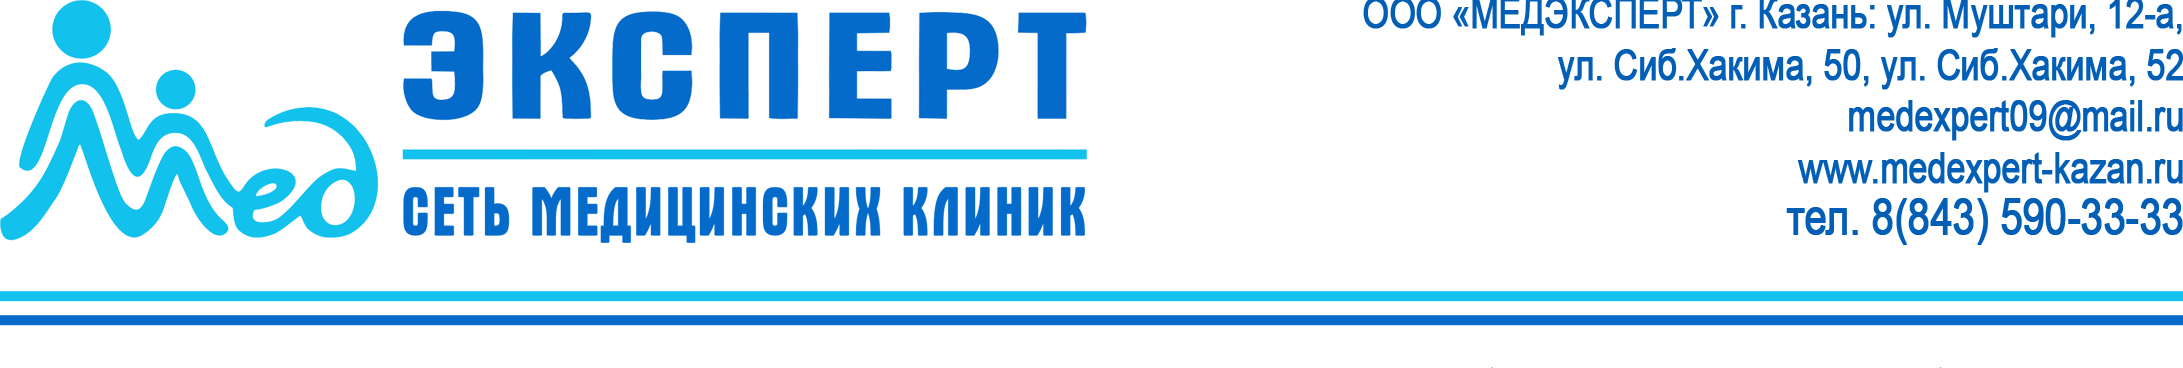 Мед ЭКСПЕРТ
СЕТЬ МЕДИЦИНСКИХ КЛИНИК
ООО «МЕДЭКСПЕРТ» г. Казань: ул. Муштари, 12-а,
ул. Сиб.Хакима, 50, ул. Сиб.Хакима, 52
medexpert09@mail.ru
www.medexpert-kazan.ru
тел. 8(843) 590-33-33